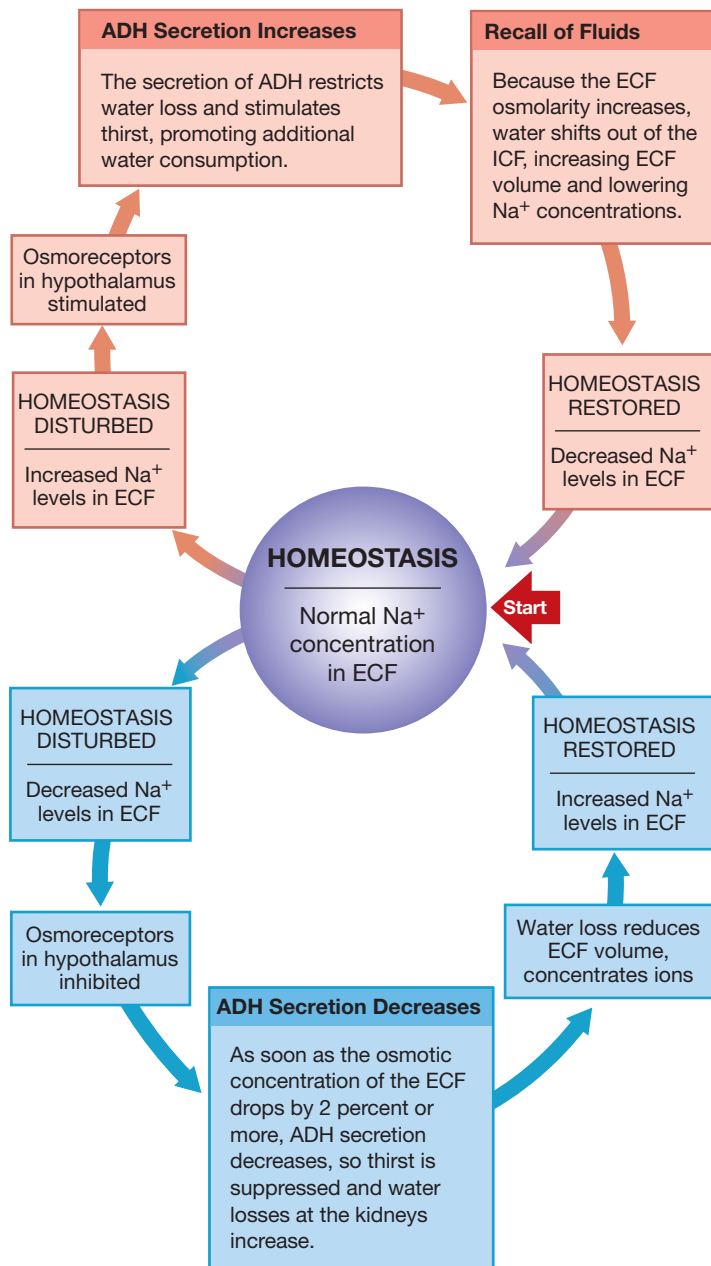 ADH Secretion Increases
The secretion of ADH restricts
water loss and stimulates
thirst, promoting additional
water consumption.
Recall of Fluids
Because the ECF
osmolarity increases,
water shifts out of the
ICF, increasing ECF
volume and lowering
Na⁺ concentrations.
Osmoreceptors
in hypothalamus
stimulated
HOMEOSTASIS
DISTURBED
Increased Na⁺
levels in ECF
HOMEOSTASIS
RESTORED
Decreased Na⁺
levels in ECF
HOMEOSTASIS
Normal Na⁺
concentration
in ECF
Start
HOMEOSTASIS
DISTURBED
Decreased Na⁺
levels in ECF
HOMEOSTASIS
RESTORED
Increased Na⁺
levels in ECF
Osmoreceptors
in hypothalamus
inhibited
Water loss reduces
ECF volume,
concentrates ions
ADH Secretion Decreases
As soon as the osmotic
concentration of the ECF
drops by 2 percent or
more, ADH secretion
decreases, so thirst is
suppressed and water
losses at the kidneys
increase.